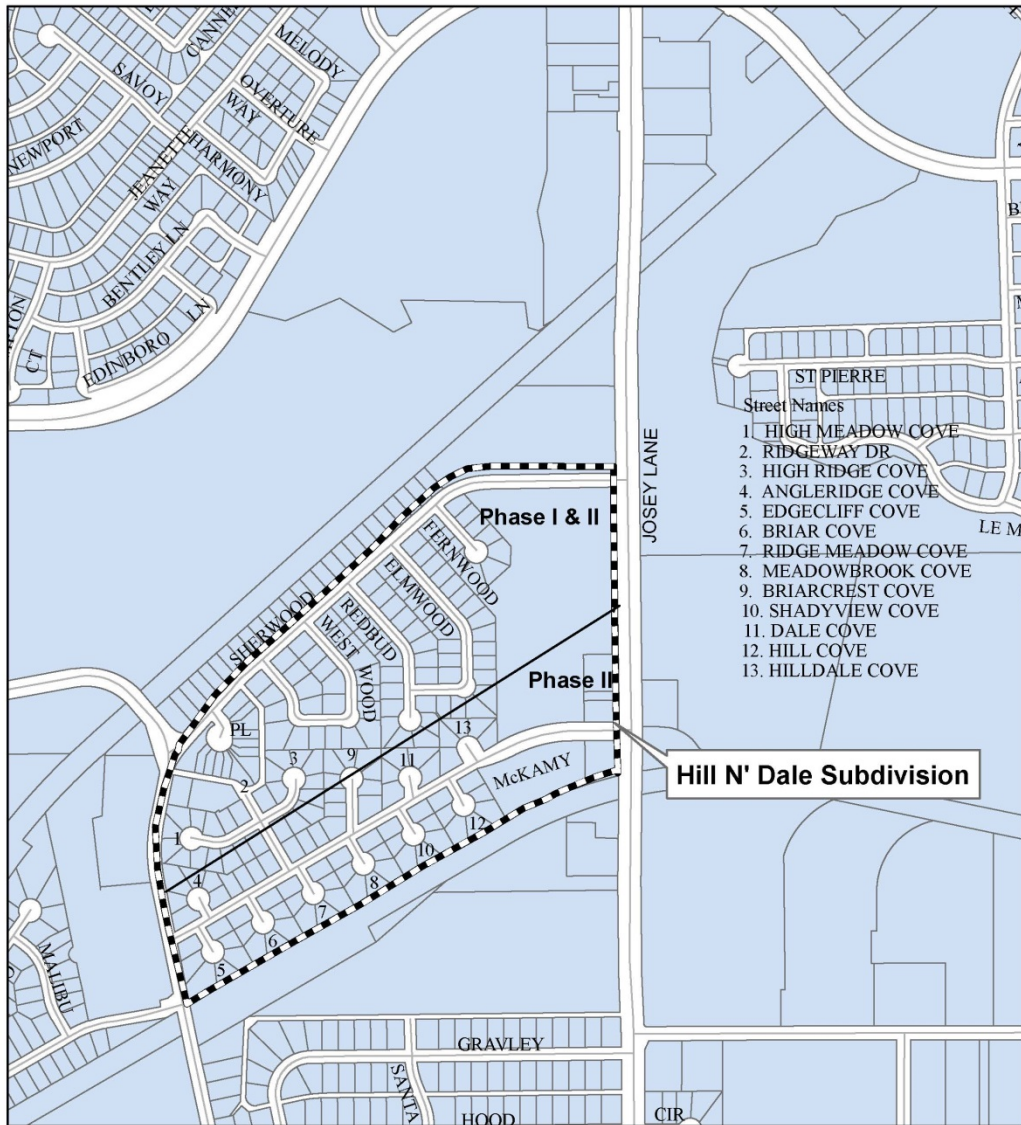 CANNE
MELODY
SAVOY
OVERTURE
WAY
NEWPORT
JEANETTE
HARMONY
WAY
BENTLEY LN
LN
EDINBORO
CT
ST PIERRE
JOSEY LANE
Street Names
1. HIGH MEADOW COVE
2. RIDGEWAY DR
3. HIGH RIDGE COVE
4. ANGLERIDGE COVE
5. EDGECLIFF COVE
6. BRIAR COVE
7. RIDGE MEADOW COVE
8. MEADOWBROOK COVE
9. BRIARCREST COVE
10. SHADYVIEW COVE
11. DALE COVE
12. HILL COVE
13. HILLDALE COVE
LE M
Phase I & II
FERNWOOD
ELMWOOD
REDBUD
SHERWOOD
WEST
WOOD
Phase II
PL
13
McKAMY
Hill N' Dale Subdivision
3
9
11
2
12
1
10
8
4
7
6
5
MALIBU
GRAVLEY
SANTA
HOOD
CIR